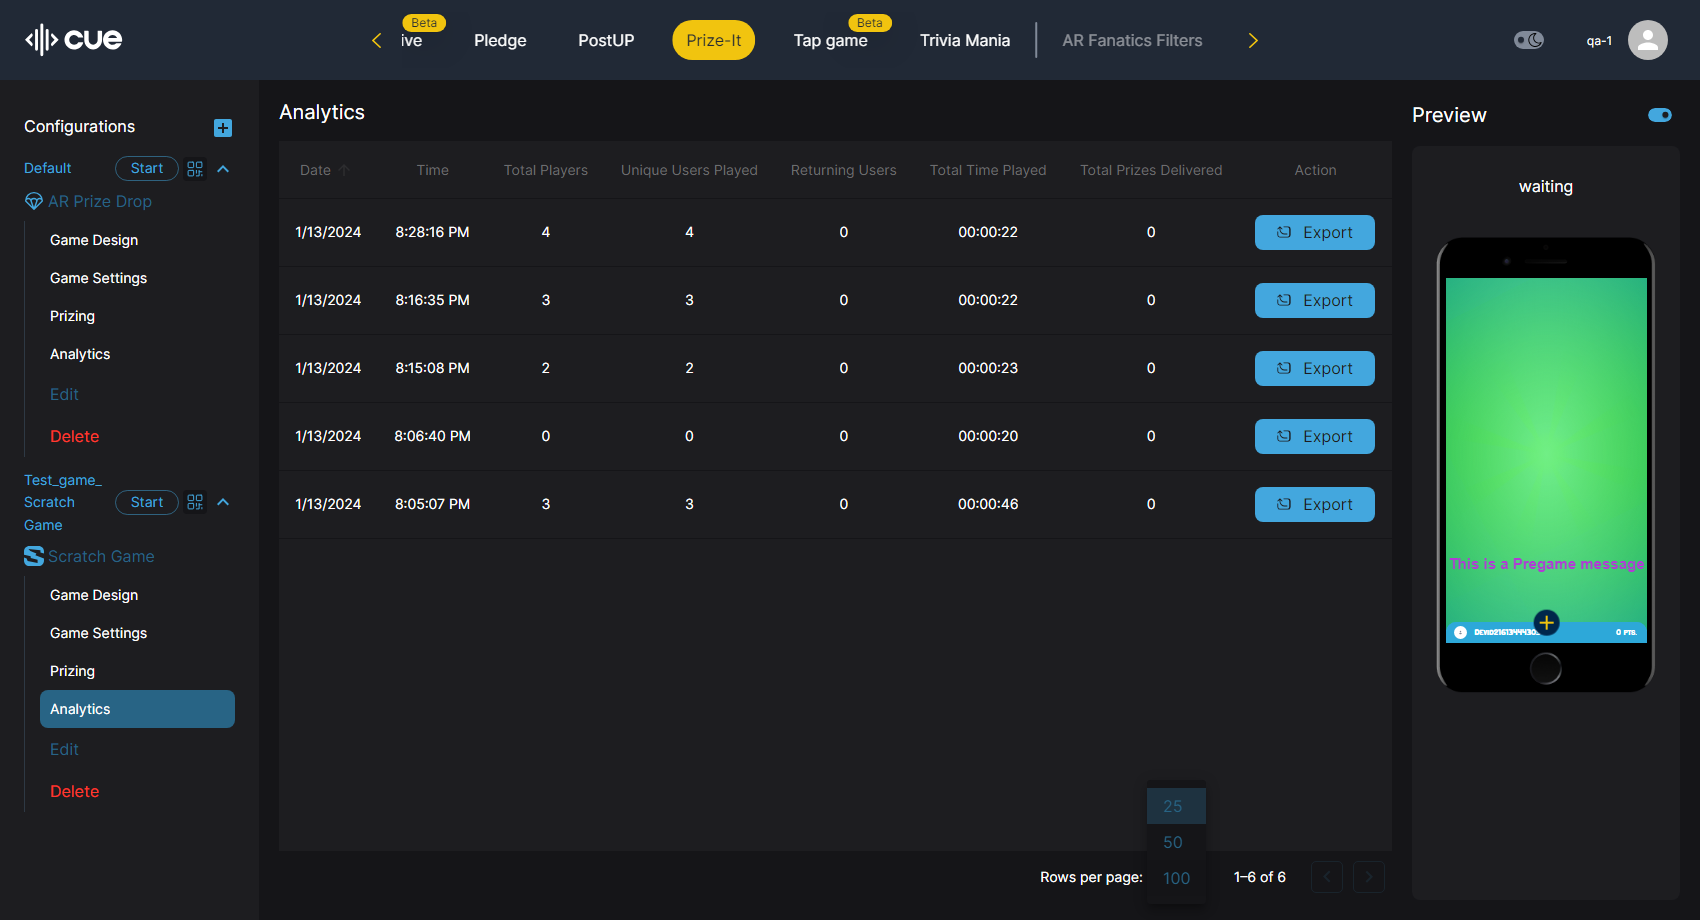 cue
ive
Beta
Pledge
PostUP
Prize-It
Tap game
Beta
Trivia Mania
AR Fanatics Filters
qa-1
Configurations
Default
Start
AR Prize Drop
Game Design
Game Settings
Prizing
Analytics
Edit
Delete
Test_game_
Scratch
Game
Start
Scratch Game
Game Design
Game Settings
Prizing
Analytics
Edit
Delete
Analytics
Date Time Total Players Unique Users Played Returning Users Total Time Played Total Prizes Delivered Action
1/13/2024 8:28:16 PM 4 4 0 00:00:22 0 Export
1/13/2024 8:16:35 PM 3 3 0 00:00:22 0 Export
1/13/2024 8:15:08 PM 2 2 0 00:00:23 0 Export
1/13/2024 8:06:40 PM 0 0 0 00:00:20 0 Export
1/13/2024 8:05:07 PM 3 3 0 00:00:46 0 Export
25
50
100
Rows per page:
1–6 of 6
Preview
waiting
This is a Pregame message
0 PTS.